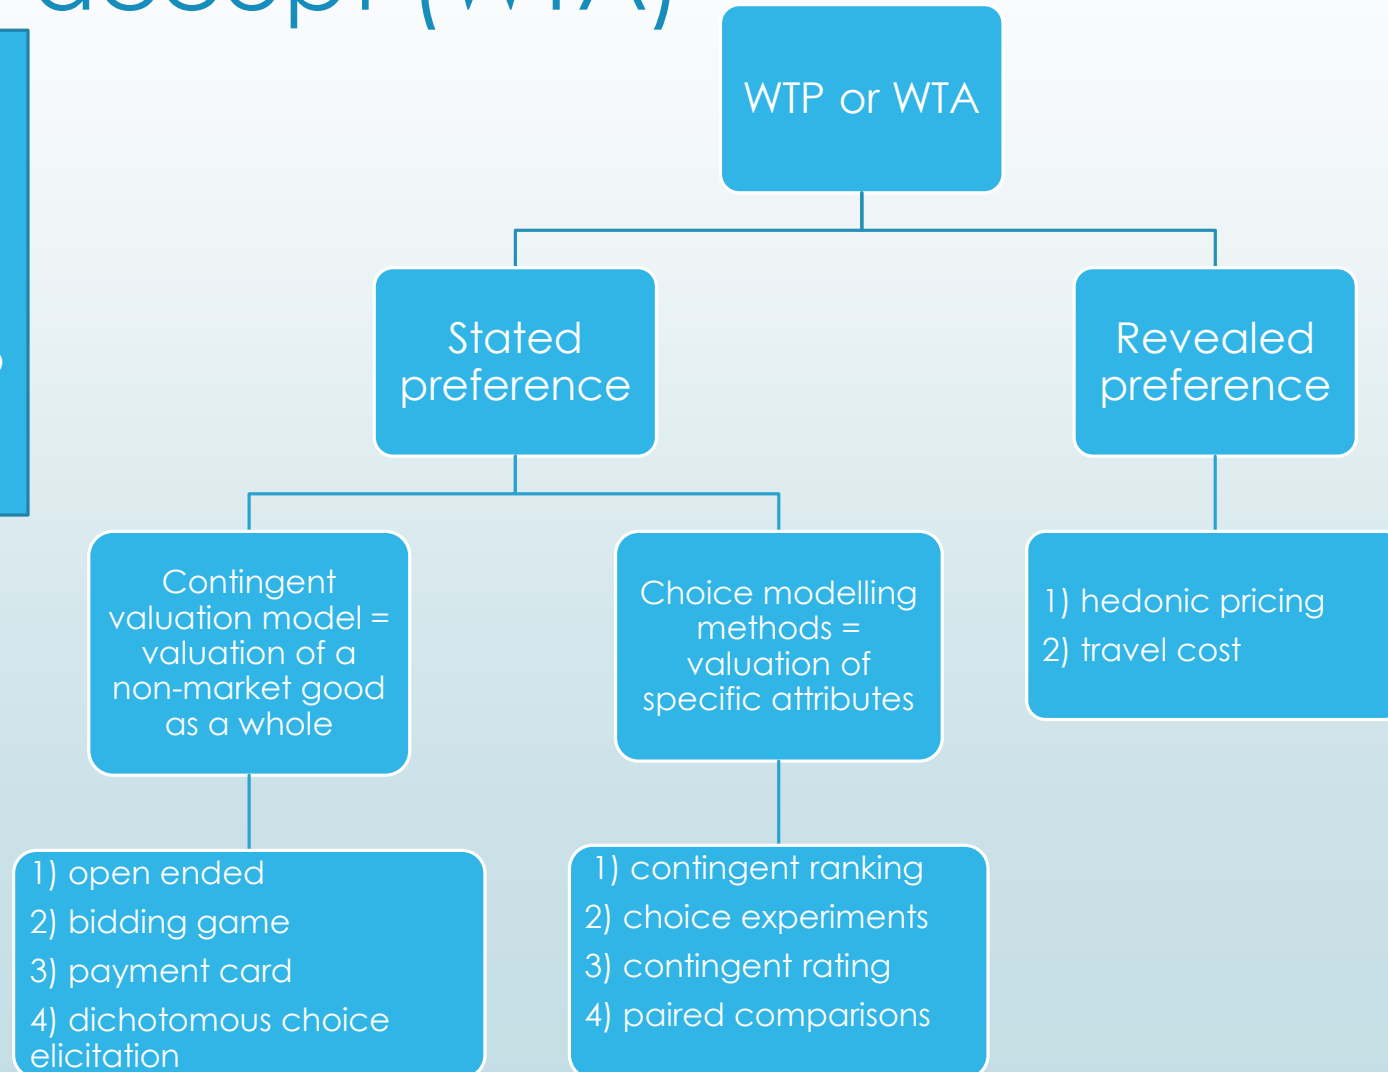 accept (WTA)
WTP or WTA
Stated
preference
Revealed
preference
Contingent
valuation model =
valuation of a
non-market good
as a whole
Choice modelling
methods =
valuation of
specific attributes
1) hedonic pricing
2) travel cost
1) open ended
2) bidding game
3) payment card
4) dichotomous choice
elicitation
1) contingent ranking
2) choice experiments
3) contingent rating
4) paired comparisons